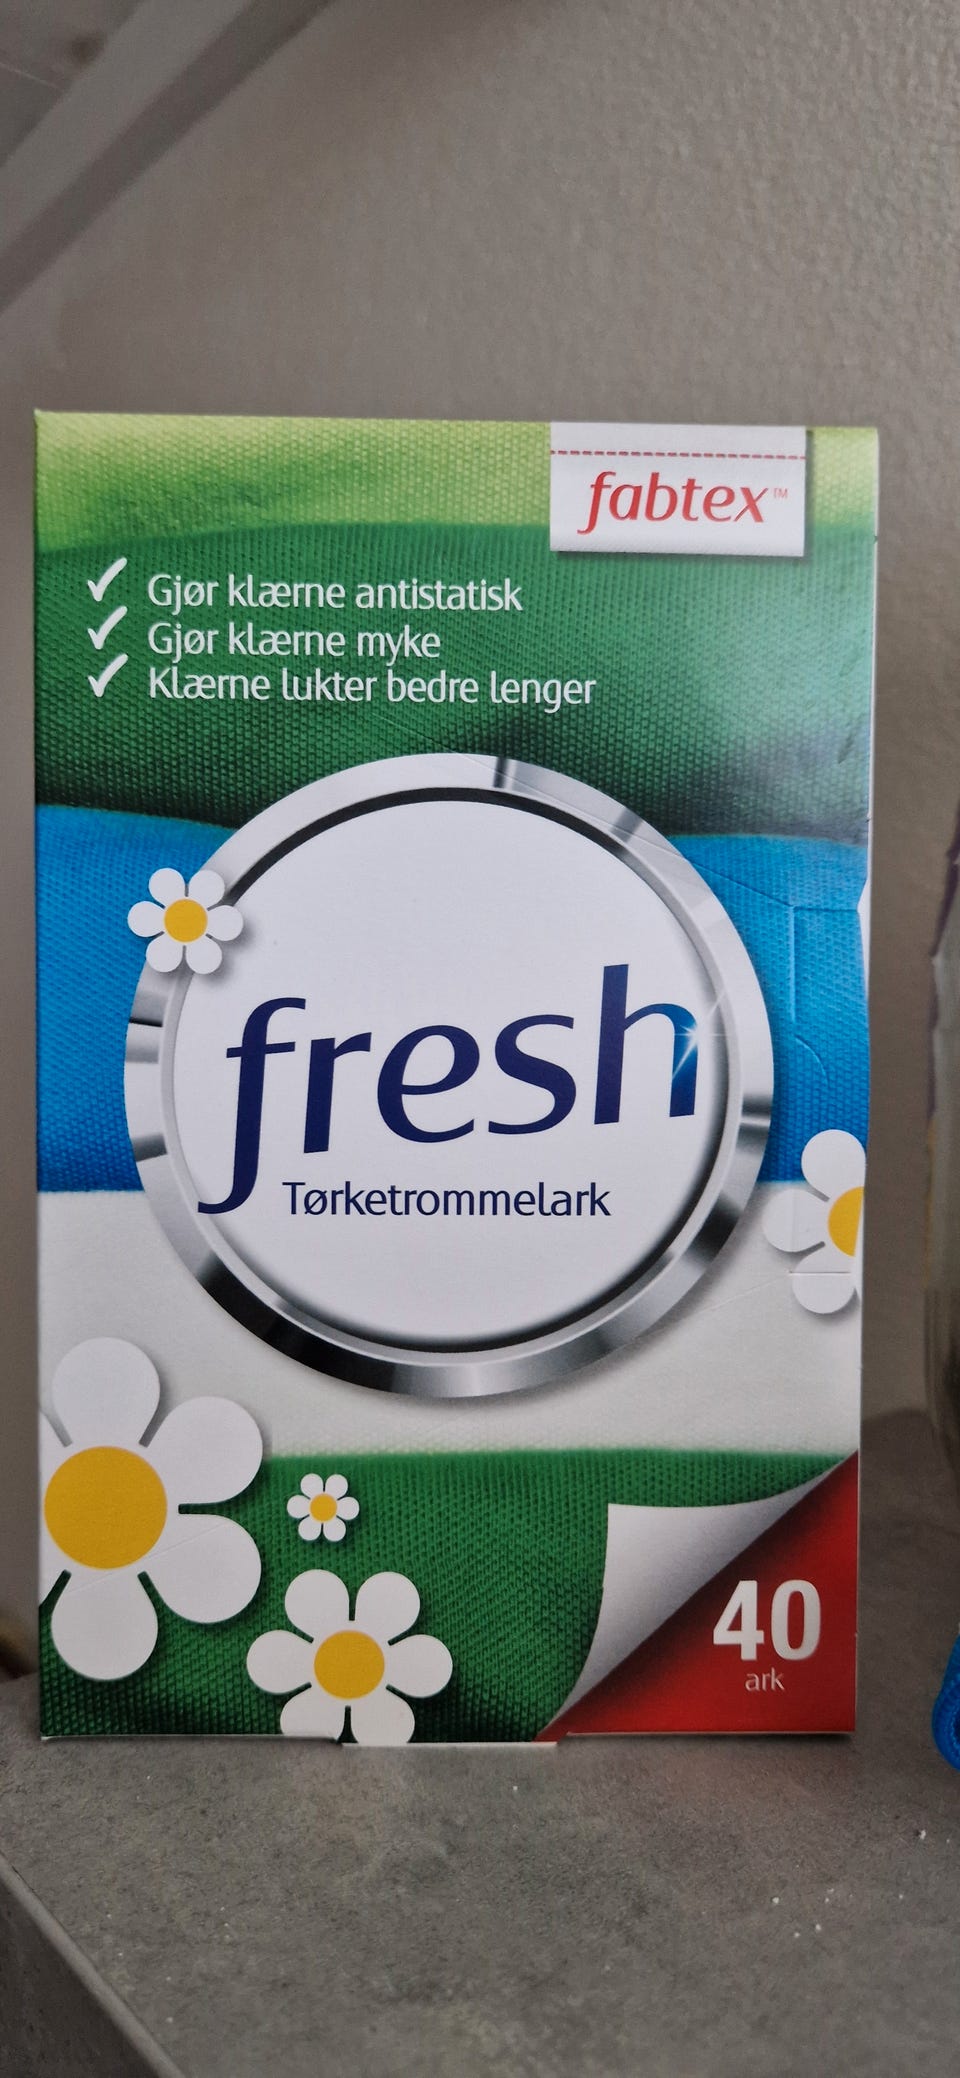 fabtex™
Gjør klærne antistatisk
Gjør klærne myke
Klærne lukter bedre lenger
fresh
Tørketrommelark
40
ark